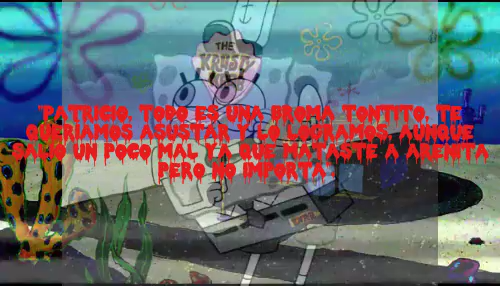 THE
KRUSTY
"PATRICIO, TODO ES UNA BROMA TONTITO, TE
QUERIAMOS ASUSTAR Y LO LOGRAMOS, AUNQUE
SALIO UN POCO MAL YA QUE MATASTE A ARENITA
PERO NO IMPORTA".